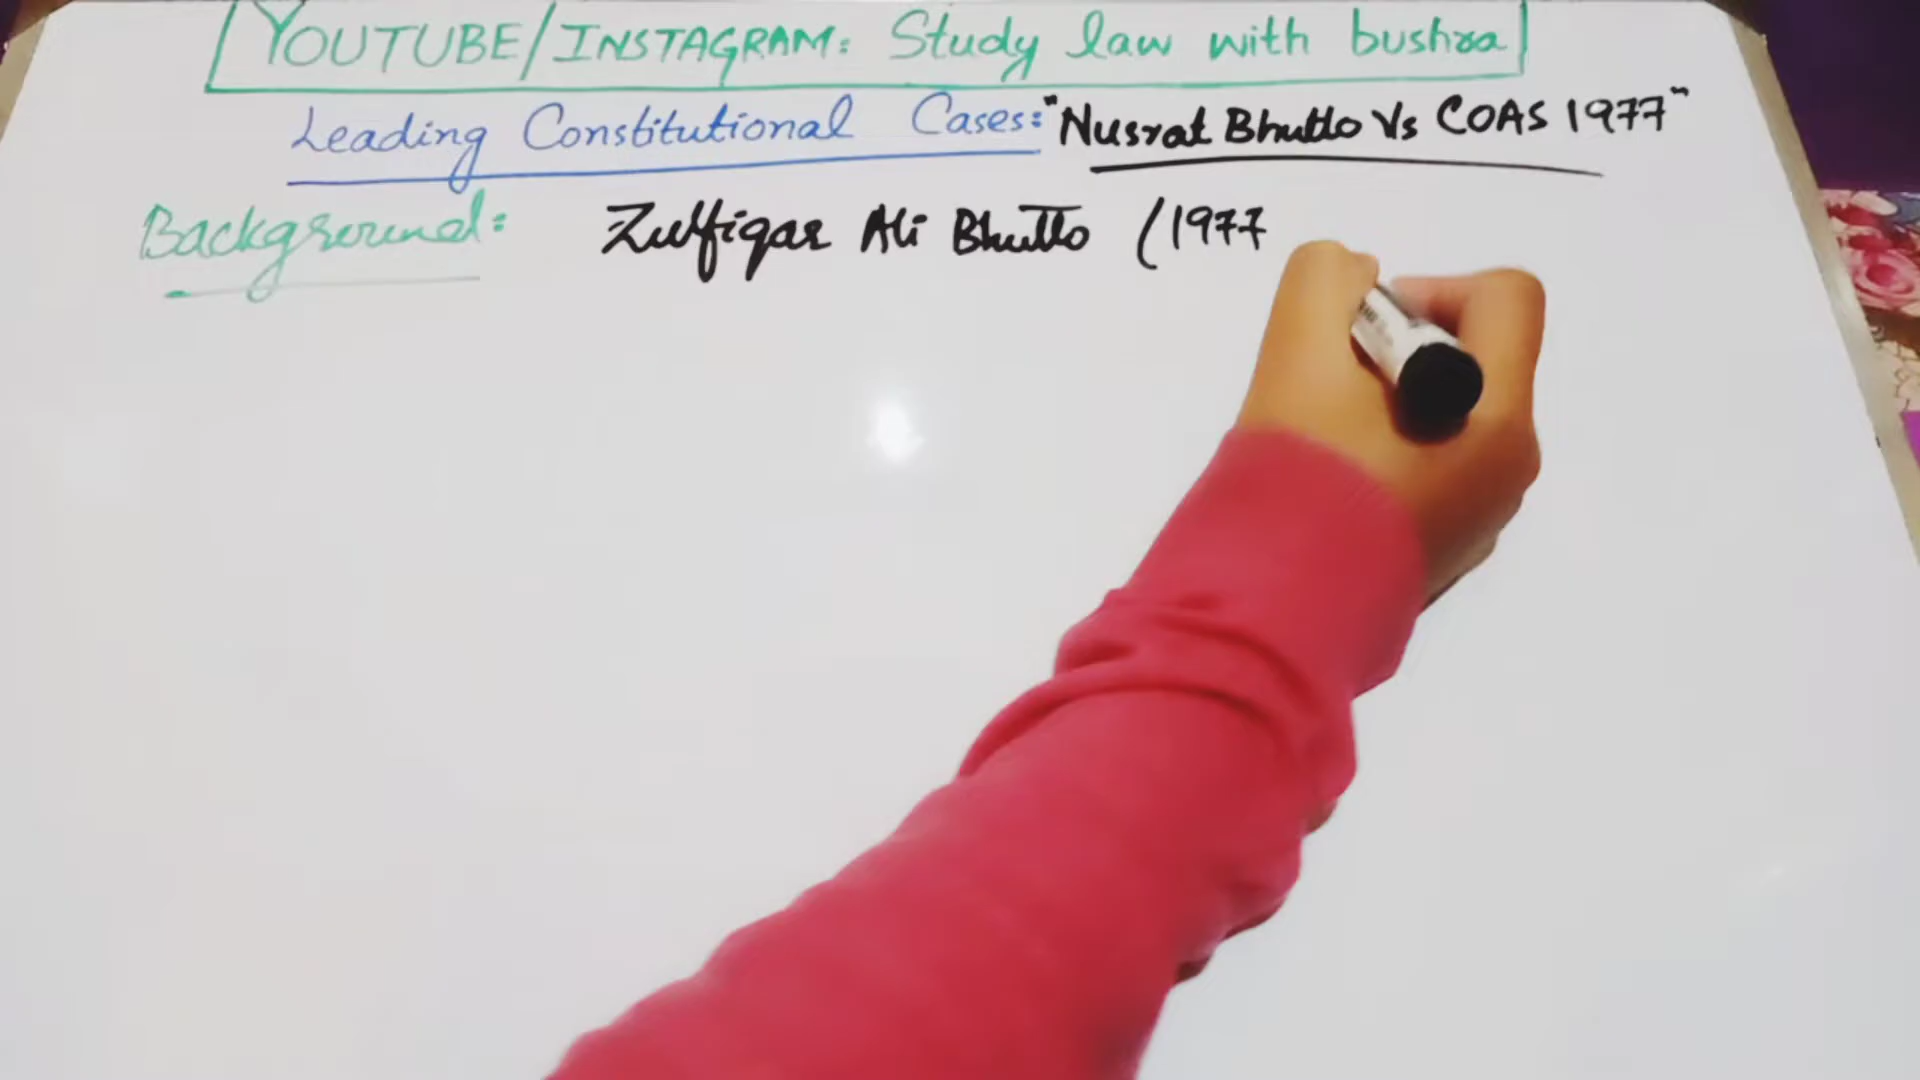 YOUTUBE/INSTAGRAM: Study law with bushra
Leading Constitutional Cases: "Nusrat Bhutto Vs COAS 1977"
Background: Zulfiqar Ali Bhutto (1977